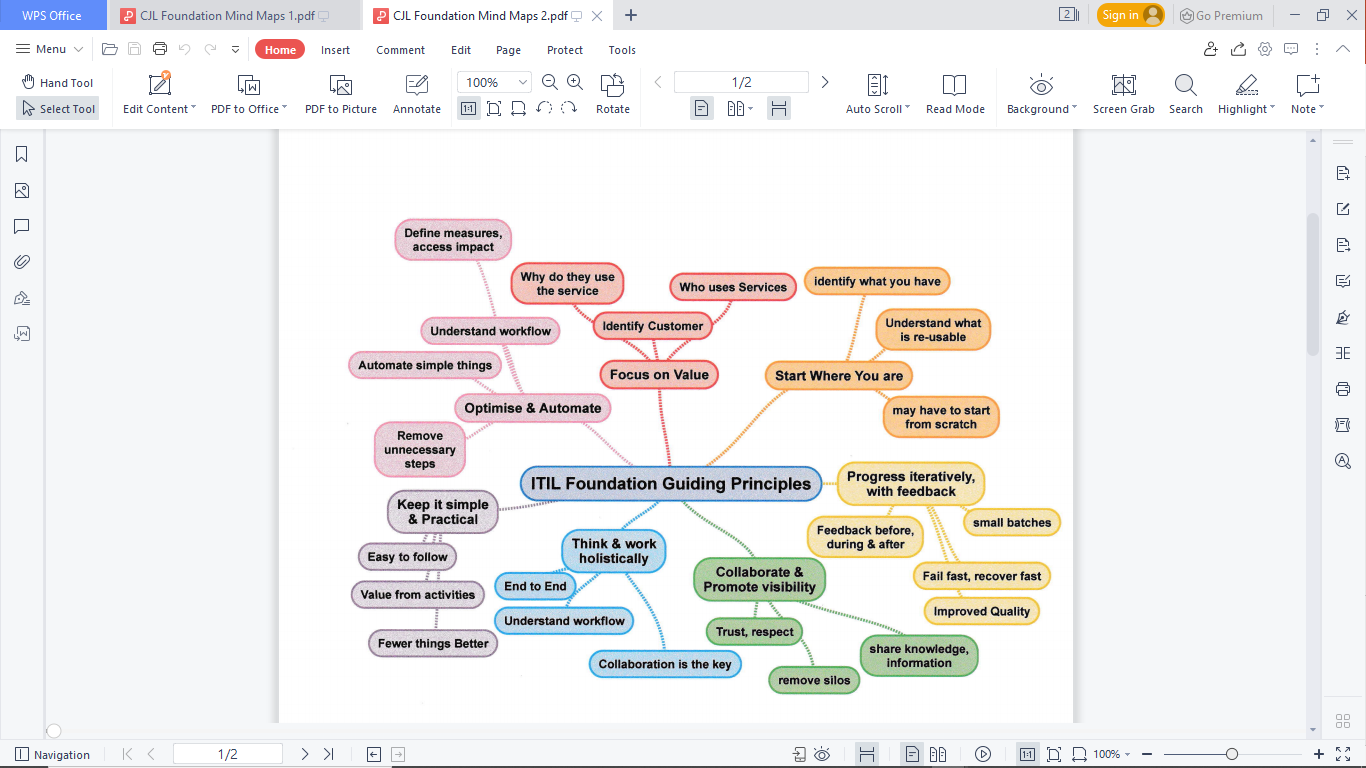 WPS Office
CJL Foundation Mind Maps 1.pdf
CJL Foundation Mind Maps 2.pdf
2
Sign in
Go Premium
Menu
Home
Insert
Comment
Edit
Page
Protect
Tools
Hand Tool
Select Tool
Edit Content
PDF to Office
PDF to Picture
Annotate
100%
1:1
Rotate
1/2
Auto Scroll
Read Mode
Background
Screen Grab
Search
Highlight
Note
Define measures,
access impact
Why do they use
the service
Who uses Services
identify what you have
Understand workflow
Identify Customer
Understand what
is re-usable
Automate simple things
Focus on Value
Start Where You are
Optimise & Automate
may have to start
from scratch
Remove
unnecessary
steps
ITIL Foundation Guiding Principles
Progress iteratively,
with feedback
Keep it simple
& Practical
small batches
Feedback before,
during & after
Think & work
holistically
Easy to follow
Collaborate &
Promote visibility
Fail fast, recover fast
End to End
Value from activities
Improved Quality
Understand workflow
Trust, respect
Fewer things Better
share knowledge,
information
Collaboration is the key
remove silos
Navigation
1/2
1:1
100%